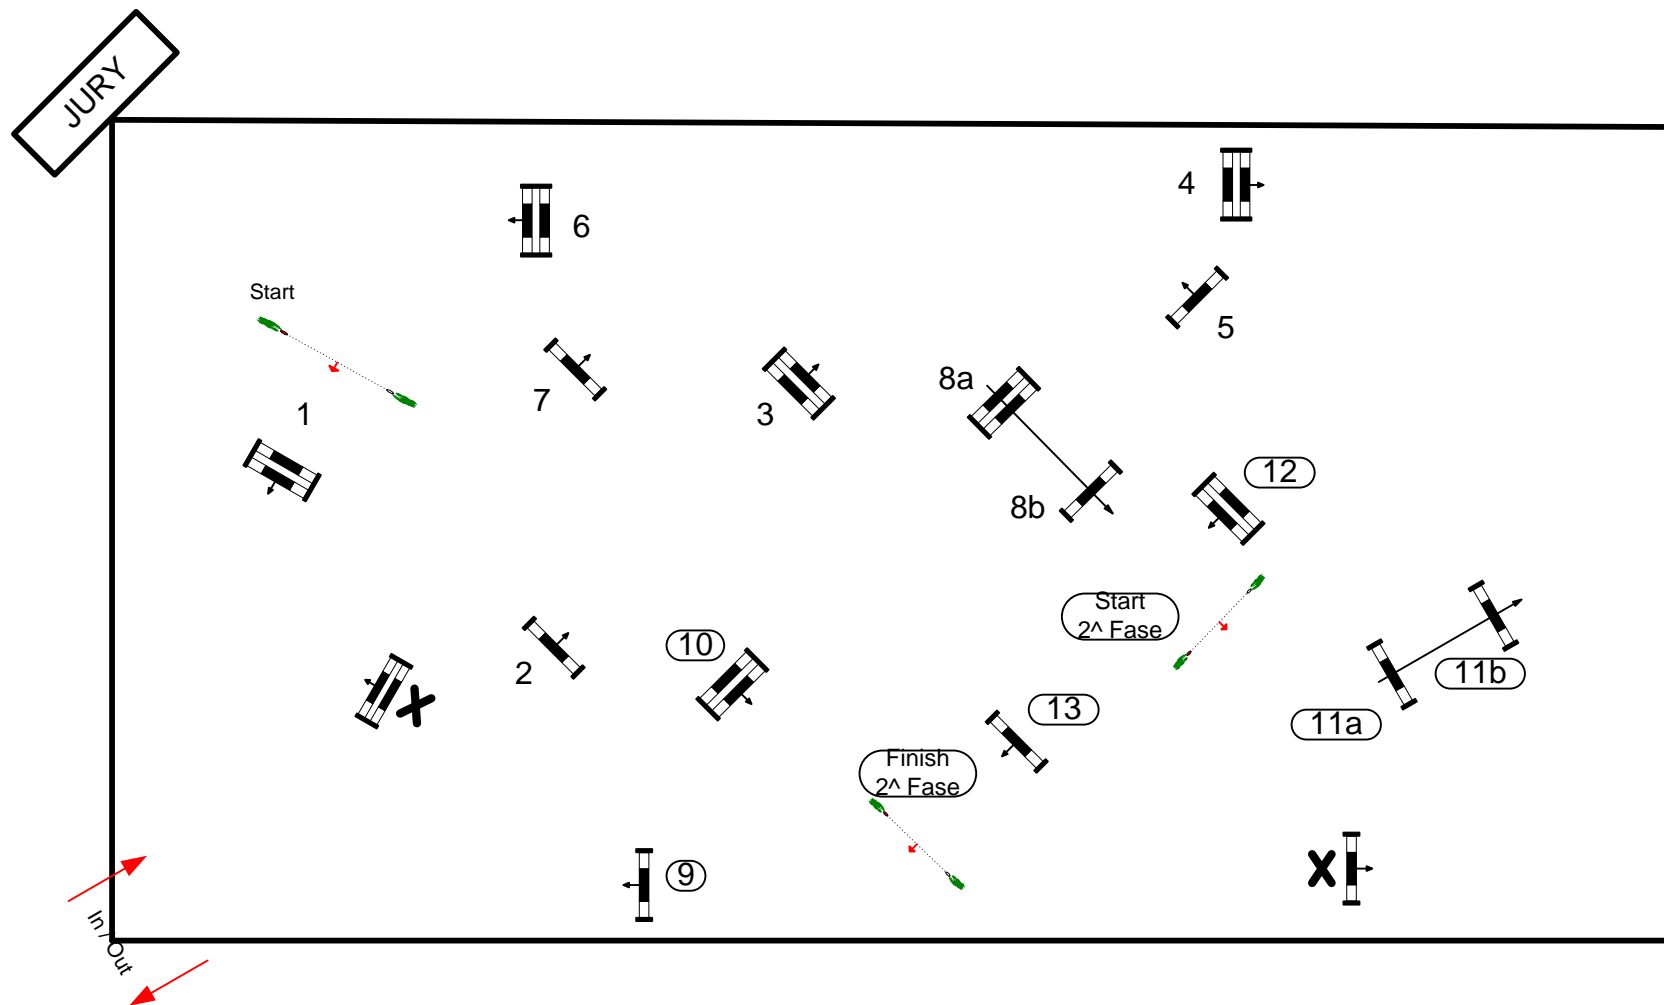 JURY
4
6
Start
5
8a
7
3
1
12
8b
Start
2^ Fase
10
2
11b
13
11a
Finish
2^ Fase
9
In / Out